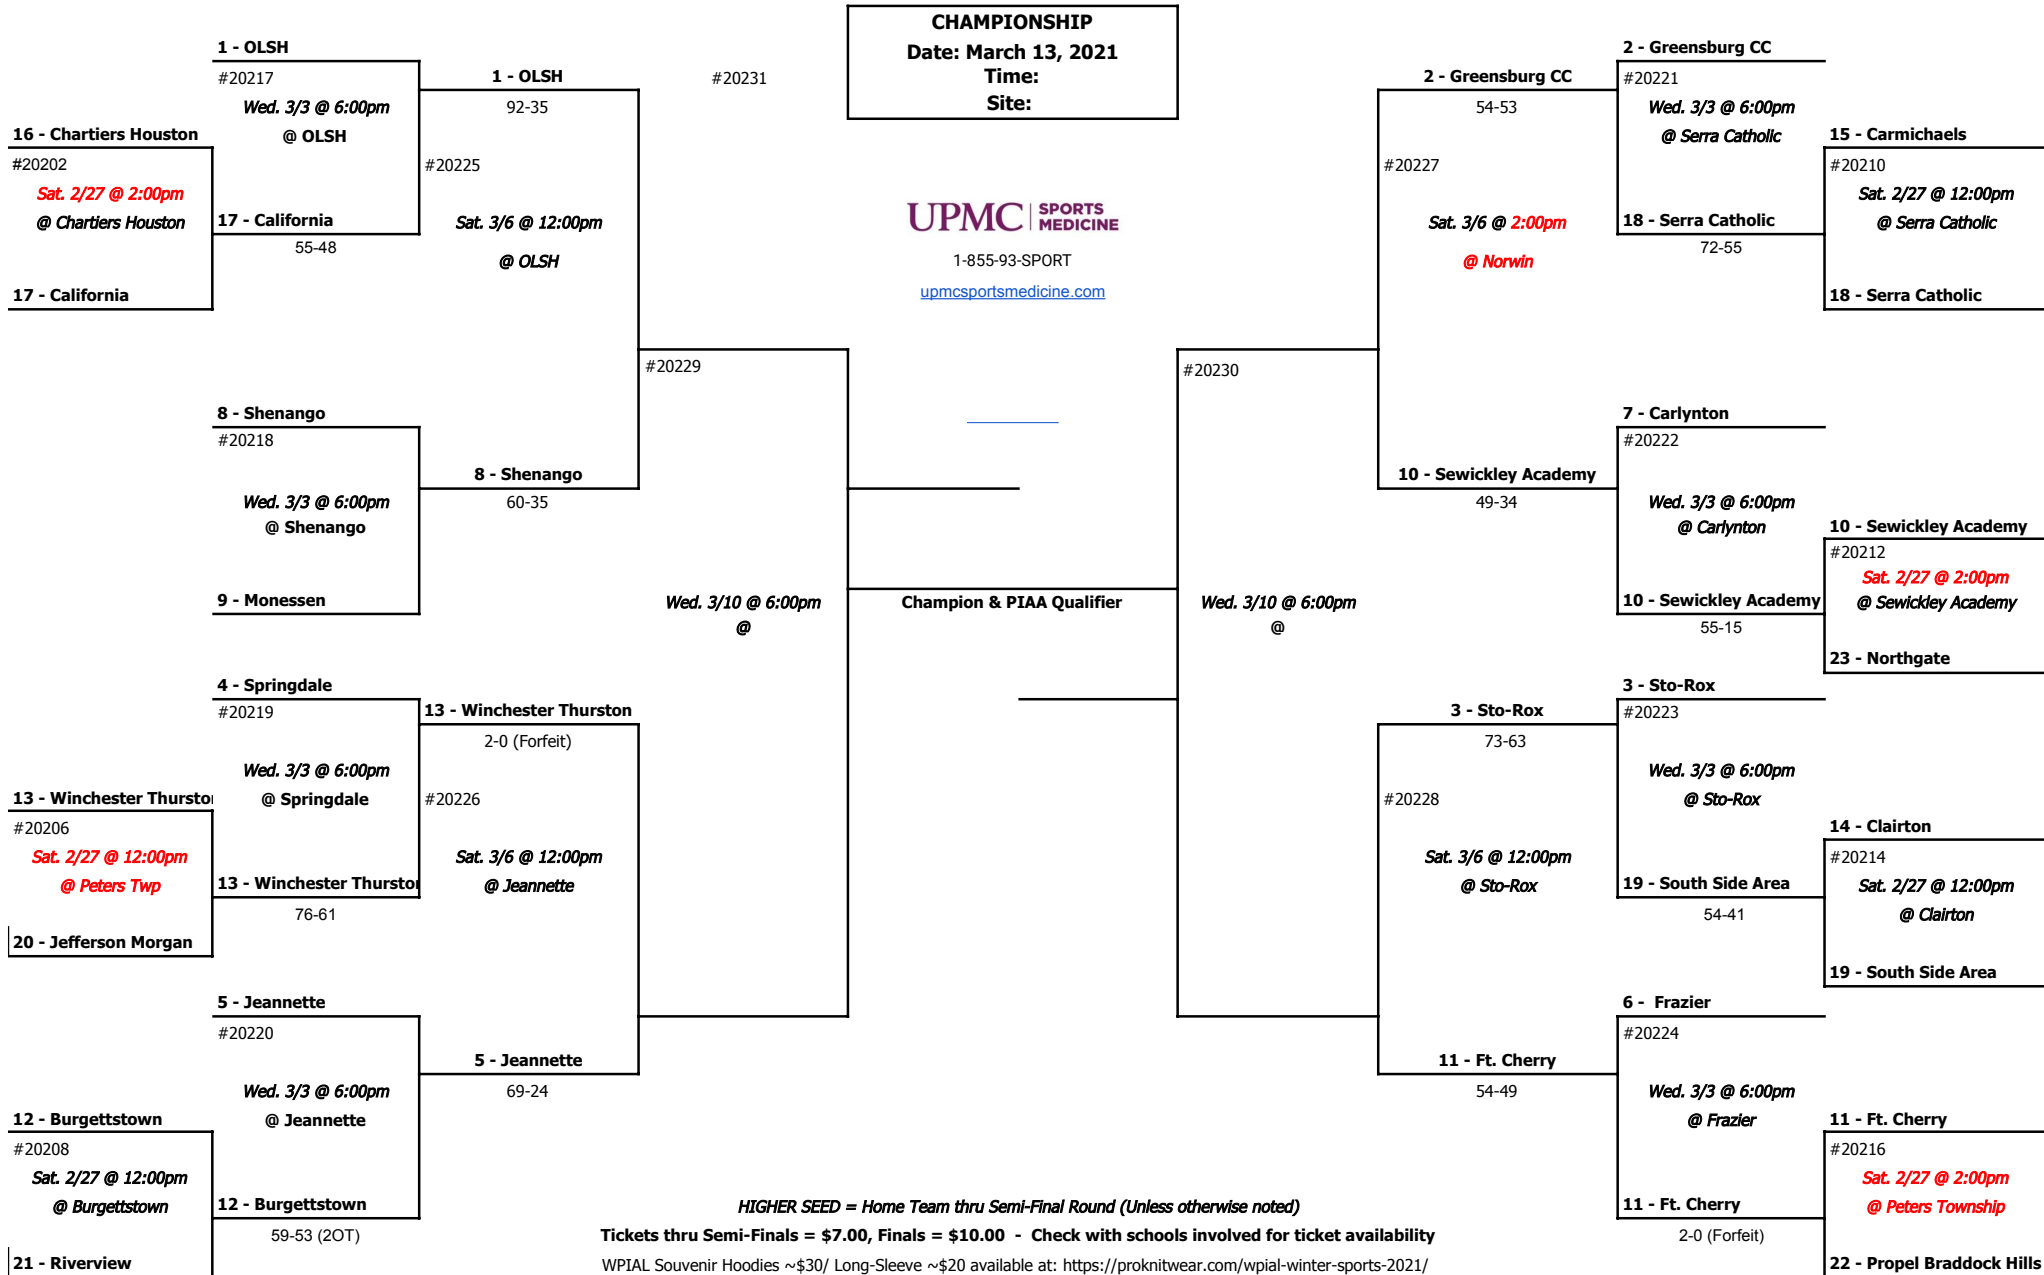 CHAMPIONSHIP
Date: March 13, 2021
Time:
Site:
#20231
1 - OLSH
#20217
Wed. 3/3 @ 6:00pm
@ OLSH
16 - Chartiers Houston
#20202
Sat. 2/27 @ 2:00pm
@ Chartiers Houston
17 - California
55-48
17 - California
1 - OLSH
92-35
#20225
Sat. 3/6 @ 12:00pm
@ OLSH
8 - Shenango
#20218
Wed. 3/3 @ 6:00pm
@ Shenango
9 - Monessen
8 - Shenango
60-35
#20229
Wed. 3/10 @ 6:00pm
@
4 - Springdale
#20219
Wed. 3/3 @ 6:00pm
@ Springdale
13 - Winchester Thurston
2-0 (Forfeit)
#20226
Sat. 3/6 @ 12:00pm
@ Jeannette
13 - Winchester Thurston
#20206
Sat. 2/27 @ 12:00pm
@ Peters Twp
13 - Winchester Thurston
76-61
20 - Jefferson Morgan
5 - Jeannette
#20220
Wed. 3/3 @ 6:00pm
@ Jeannette
5 - Jeannette
69-24
12 - Burgettstown
#20208
Sat. 2/27 @ 12:00pm
@ Burgettstown
12 - Burgettstown
59-53 (2OT)
21 - Riverview
UPMC | SPORTS MEDICINE
1-855-93-SPORT
upmcsportsmedicine.com
Champion & PIAA Qualifier
2 - Greensburg CC
54-53
#20227
Sat. 3/6 @ 2:00pm
@ Norwin
2 - Greensburg CC
#20221
Wed. 3/3 @ 6:00pm
@ Serra Catholic
15 - Carmichaels
#20210
Sat. 2/27 @ 12:00pm
@ Serra Catholic
18 - Serra Catholic
72-55
18 - Serra Catholic
#20230
Wed. 3/10 @ 6:00pm
@
7 - Carlynton
#20222
Wed. 3/3 @ 6:00pm
@ Carlynton
10 - Sewickley Academy
49-34
10 - Sewickley Academy
#20212
Sat. 2/27 @ 2:00pm
@ Sewickley Academy
10 - Sewickley Academy
55-15
23 - Northgate
3 - Sto-Rox
#20223
Wed. 3/3 @ 6:00pm
@ Sto-Rox
3 - Sto-Rox
73-63
#20228
Sat. 3/6 @ 12:00pm
@ Sto-Rox
14 - Clairton
#20214
Sat. 2/27 @ 12:00pm
@ Clairton
19 - South Side Area
54-41
19 - South Side Area
6 - Frazier
#20224
Wed. 3/3 @ 6:00pm
@ Frazier
11 - Ft. Cherry
54-49
11 - Ft. Cherry
#20216
Sat. 2/27 @ 2:00pm
@ Peters Township
11 - Ft. Cherry
2-0 (Forfeit)
22 - Propel Braddock Hills
HIGHER SEED = Home Team thru Semi-Final Round (Unless otherwise noted)
Tickets thru Semi-Finals = $7.00, Finals = $10.00 - Check with schools involved for ticket availability
WPIAL Souvenir Hoodies ~$30/ Long-Sleeve ~$20 available at: https://proknitwear.com/wpial-winter-sports-2021/